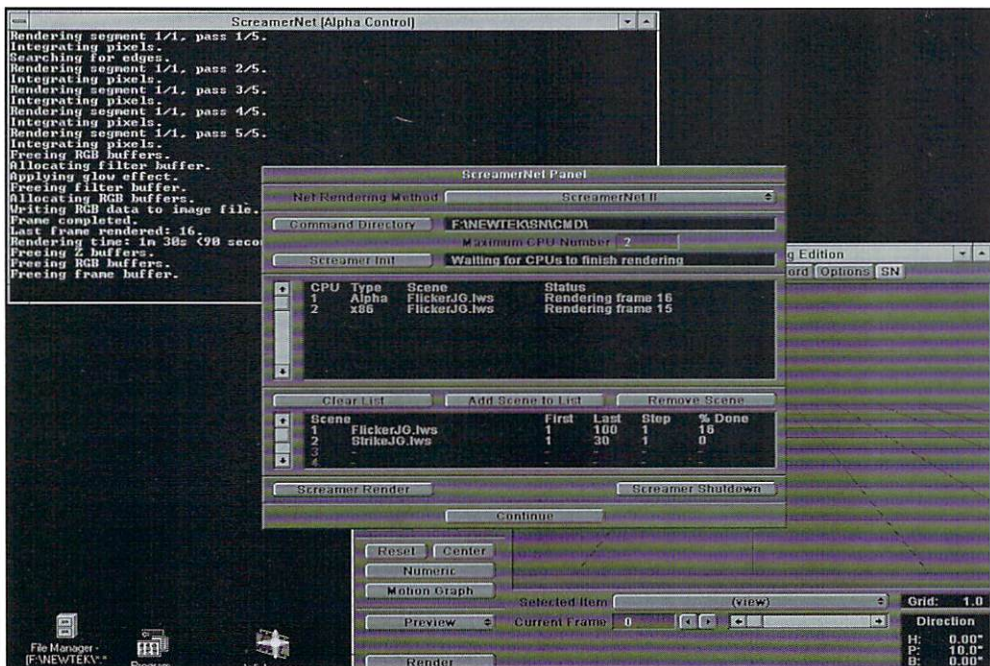 ScreamerNet [Alpha Control]
Rendering segment 1/1, pass 1/5.
Integrating pixels.
Searching for edges.
Rendering segment 1/1, pass 2/5.
Integrating pixels.
Rendering segment 1/1, pass 3/5.
Integrating pixels.
Rendering segment 1/1, pass 4/5.
Integrating pixels.
Rendering segment 1/1, pass 5/5.
Integrating pixels.
Freeing RGB buffers.
Allocating filter buffer.
Applying glow effect.
Freeing filter buffer.
Allocating RGB buffers.
Writing RGB data to image file.
Frame completed.
Last frame rendered: 16.
Rendering time: 1m 30s (90 seco
Freeing Z buffers.
Freeing RGB buffers.
Freeing frame buffer.
ScreamerNet Panel
Net Rendering Method ScreamerNet II
Command Directory F:\NEWTEK\SN\CMD\
Maximum CPU Number 2
Screamer Init Waiting for CPUs to finish rendering
CPU Type Scene Status
1 Alpha FlickerJG.lws Rendering frame 16
2 x86 FlickerJG.lws Rendering frame 15
Clear List Add Scene to List Remove Scene
Scene First Last Step % Done
1 FlickerJG.lws 1 100 1 16
2 StrikeJG.lws 1 30 1 0
3 - - - - -
4 - - - - -
Screamer Render Screamer Shutdown
Continue
g Edition
ord Options SN
Reset Center
Numeric
Motion Graph
Selected Item (view)
Grid: 1.0
Preview Current Frame 0
Direction
H: 0.00°
P: 10.0°
B: 0.00°
Render
File Manager -
[F:\NEWTEK\*.*
Program